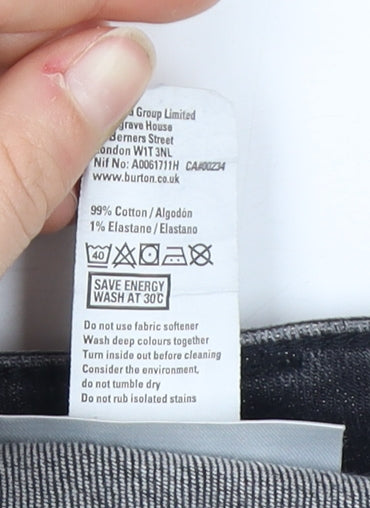 Group Limited
House
Berners Street
London W1T 3NL
Nif No: A0061711H CA#00234
www.burton.co.uk
99% Cotton / Algodón
1% Elastane / Elastano
40
SAVE ENERGY
WASH AT 30C
Do not use fabric softener
Wash deep colours together
Turn inside out before cleaning
Consider the environment,
do not tumble dry
Do not rub isolated stains